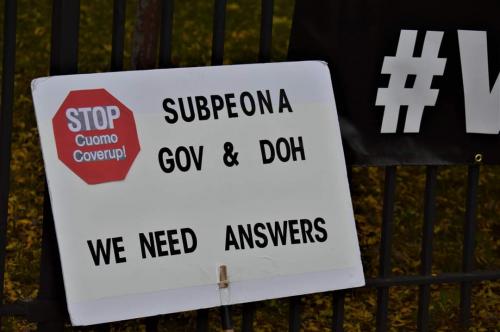 STOP
Cuomo
Coverup!
SUBPEONA
GOV & DOH
WE NEED ANSWERS
#